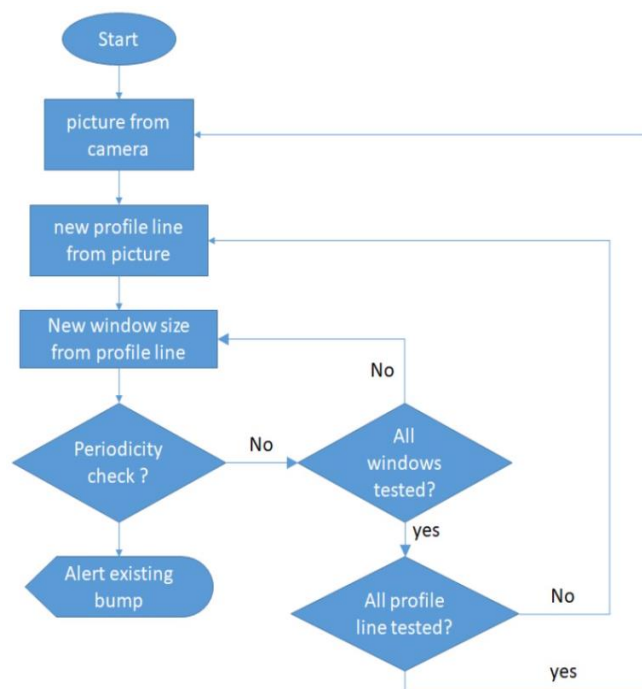 Start
picture from
camera
new profile line
from picture
New window size
from profile line
No
Periodicity
check ?
No
All
windows
tested?
yes
Alert existing
bump
All profile
line tested?
No
yes